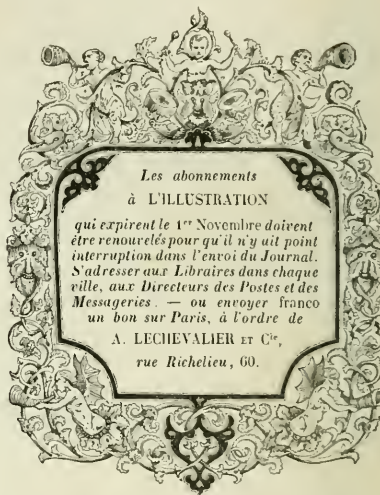 Les abonnements
à L'ILLUSTRATION
qui expirent le 1er Novembre doivent
être renouvelés pour qu'il n'y ait point
interruption dans l'envoi du Journal.
S'adresser aux Libraires dans chaque
ville, aux Directeurs des Postes et des
Messageries. — ou envoyer franco
un bon sur Paris, à l'ordre de
A. LECHEVALIER ET Cie,
rue Richelieu, 60.